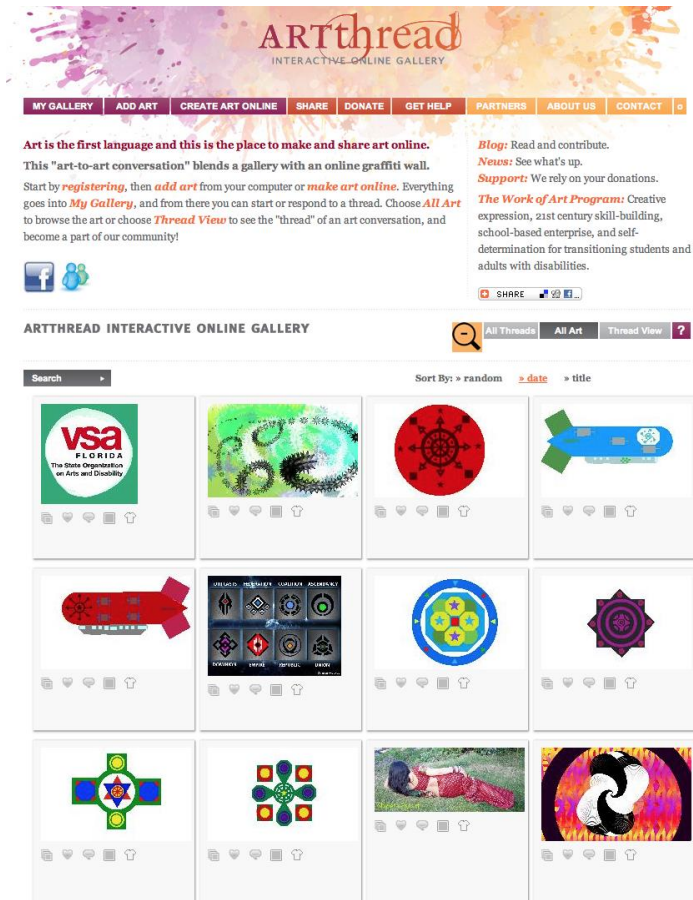 ARTthread
INTERACTIVE ONLINE GALLERY
MY GALLERY ADD ART CREATE ART ONLINE SHARE DONATE GET HELP PARTNERS ABOUT US CONTACT
Art is the first language and this is the place to make and share art online.
This "art-to-art conversation" blends a gallery with an online graffiti wall.
Start by registering, then add art from your computer or make art online. Everything
goes into My Gallery, and from there you can start or respond to a thread. Choose All Art
to browse the art or choose Thread View to see the "thread" of an art conversation, and
become a part of our community!
Blog: Read and contribute.
News: See what's up.
Support: We rely on your donations.
The Work of Art Program: Creative
expression, 21st century skill-building,
school-based enterprise, and self-
determination for transitioning students and
adults with disabilities.
SHARE
ARTTHREAD INTERACTIVE ONLINE GALLERY
All Threads All Art Thread View ?
Search
Sort By: » random » date » title
vsa
FLORIDA
The State Organization
on Arts and Disability
OUTCASTS FEDERATION COALITION ASCENDANCY
DOMINION EMPIRE REPUBLIC UNION